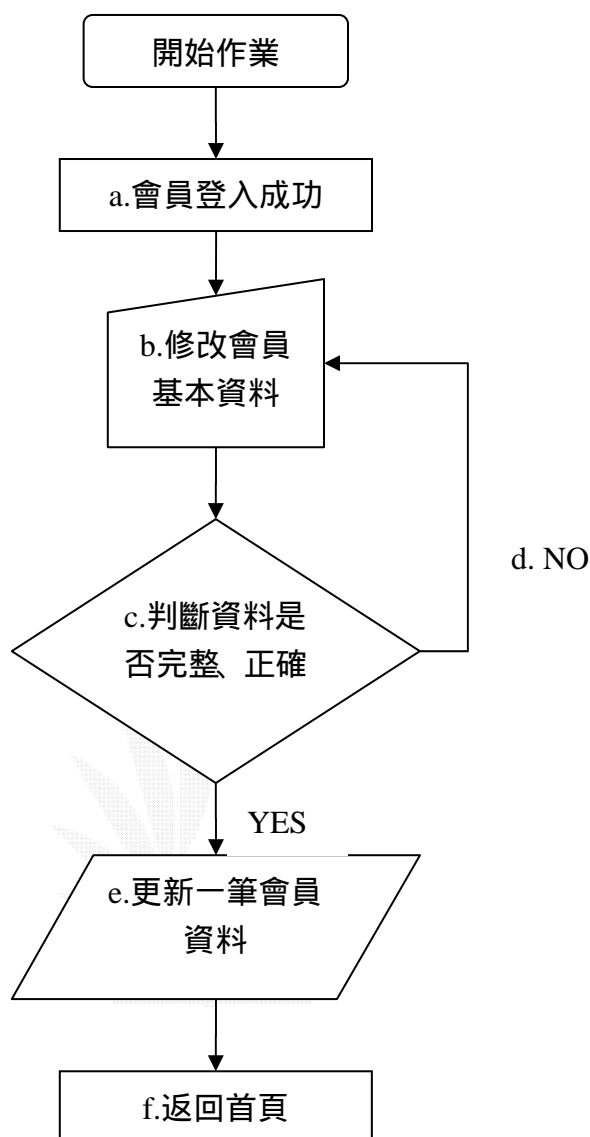 開始作業
a.會員登入成功
b.修改會員
基本資料
d. NO
c.判斷資料是
否完整、正確
YES
e.更新一筆會員
資料
f.返回首頁